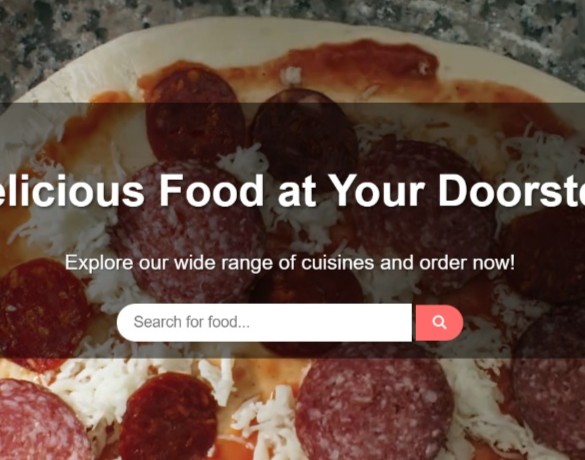 elicious Food at Your Doorste
Explore our wide range of cuisines and order now!
Search for food...